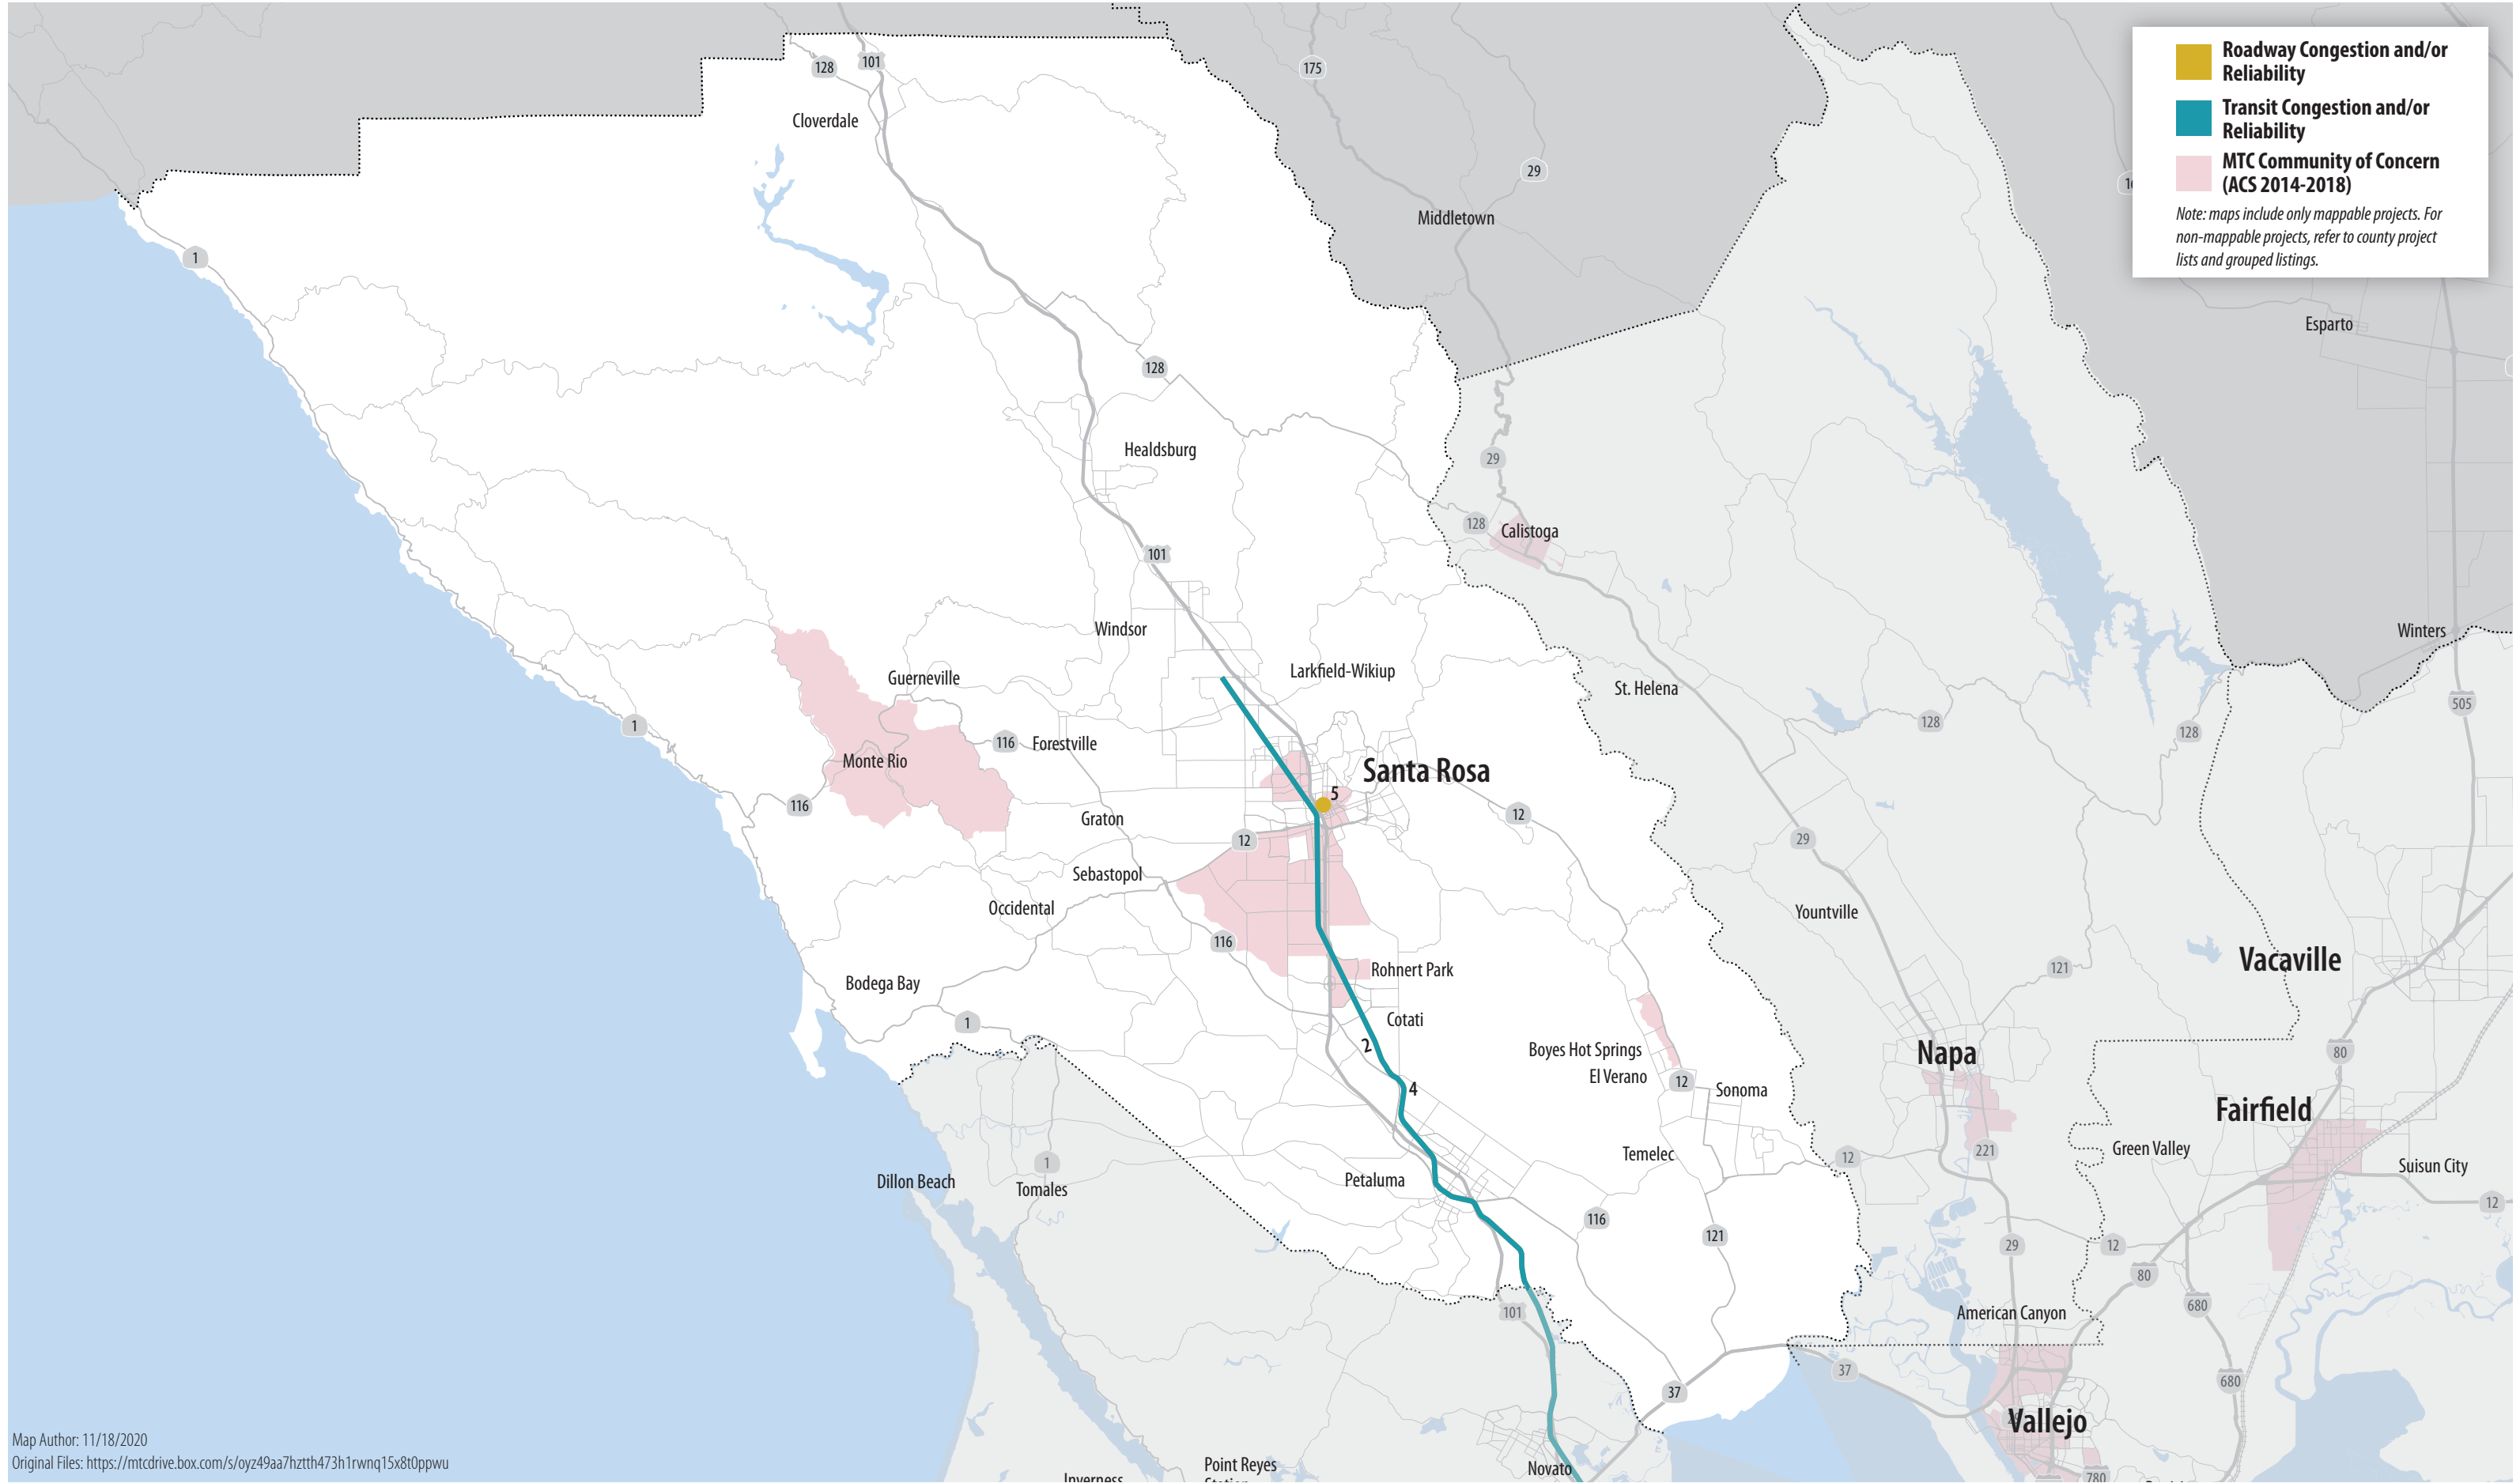 Roadway Congestion and/or
Reliability
Transit Congestion and/or
Reliability
MTC Community of Concern
(ACS 2014-2018)
Note: maps include only mappable projects. For
non-mappable projects, refer to county project
lists and grouped listings.
128
101
175
Cloverdale
29
Middletown
1
Esparto
128
Healdsburg
29
128
Calistoga
101
Windsor
Winters
Larkfield-Wikiup
Guerneville
St. Helena
505
1
128
128
116
Forestville
Monte Rio
Santa Rosa
5
116
12
Graton
12
29
Sebastopol
Occidental
Yountville
116
Vacaville
Rohnert Park
121
Bodega Bay
1
Cotati
2
Boyes Hot Springs
Napa
80
El Verano
12
4
Sonoma
Fairfield
Green Valley
221
Temelec
12
1
Suisun City
Petaluma
Dillon Beach
Tomales
12
116
121
29
12
80
101
American Canyon
680
37
37
680
Vallejo
Map Author: 11/18/2020
Original Files: https://mtcdrive.box.com/s/oyz49aa7hztth473h1rwnq15x8t0ppwu
Point Reyes
Novato
Inverness
780